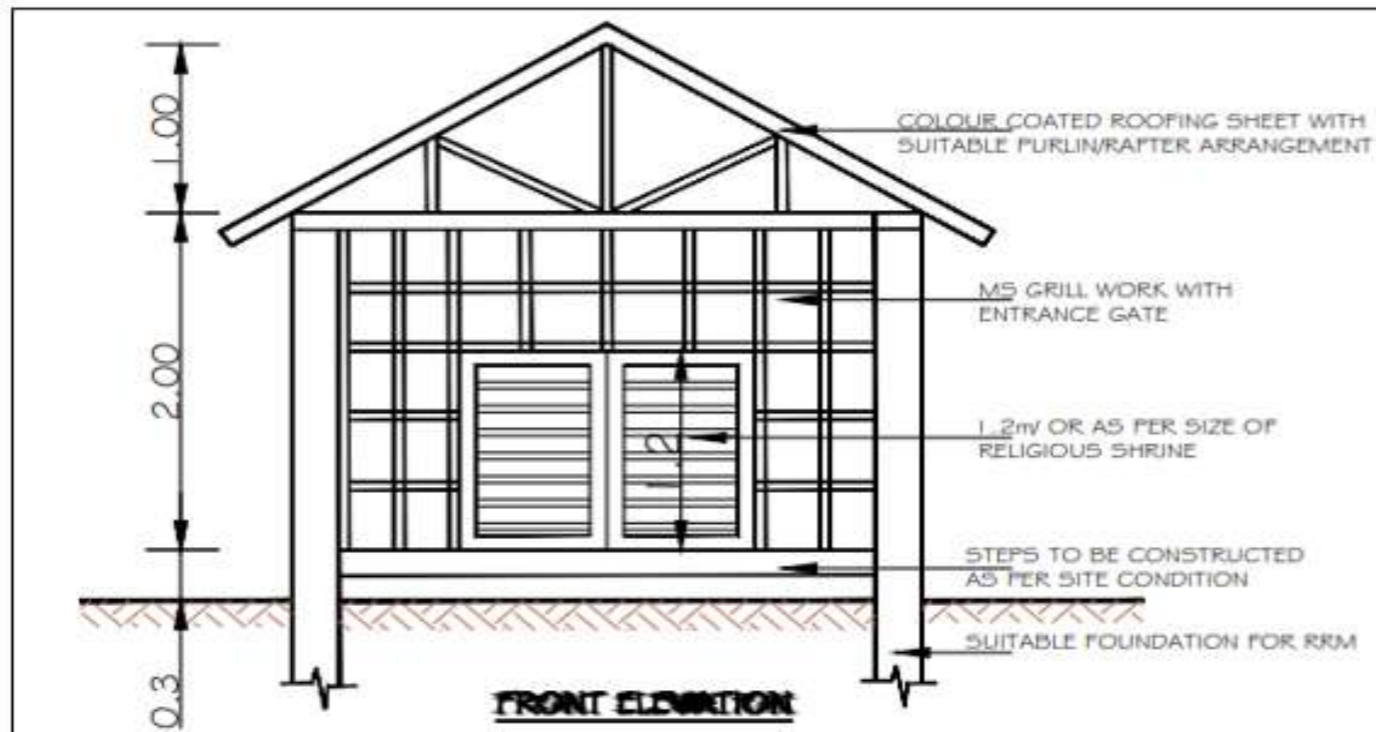 1.00
COLOUR COATED ROOFING SHEET WITH
SUITABLE PURLIN/RAFTER ARRANGEMENT
MS GRILL WORK WITH
ENTRANCE GATE
2.00
1.2
1..2m/ OR AS PER SIZE OF
RELIGIOUS SHRINE
STEPS TO BE CONSTRUCTED
AS PER SITE CONDITION
SUITABLE FOUNDATION FOR RRM
0.3
FRONT ELEVATION